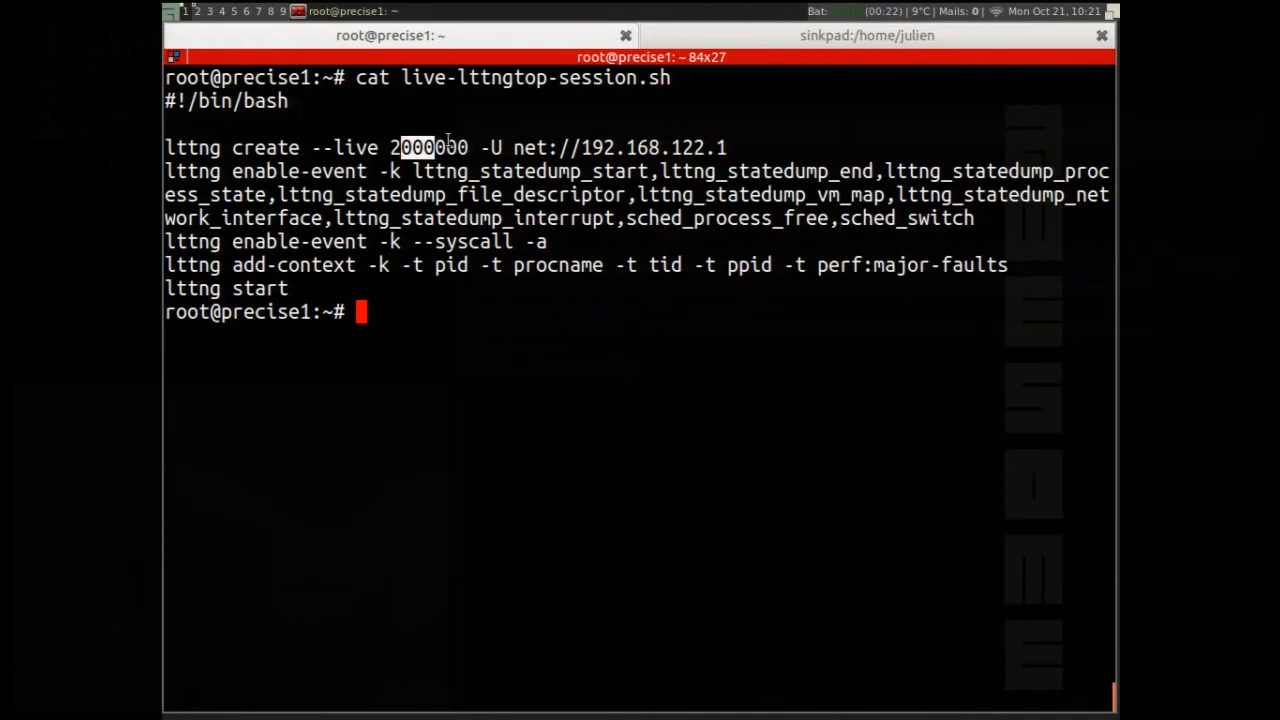 1 2 3 4 5 6 7 8 9 root@precise1: ~ Bat: (00:22) | 9°C | Mails: 0 | Mon Oct 21, 10:21
root@precise1: ~ sinkpad:/home/julien
root@precise1: ~ 84x27
root@precise1:~# cat live-lttngtop-session.sh
#!/bin/bash
lttng create --live 2000000 -U net://192.168.122.1
lttng enable-event -k lttng_statedump_start,lttng_statedump_end,lttng_statedump_proc
ess_state,lttng_statedump_file_descriptor,lttng_statedump_vm_map,lttng_statedump_net
work_interface,lttng_statedump_interrupt,sched_process_free,sched_switch
lttng enable-event -k --syscall -a
lttng add-context -k -t pid -t procname -t tid -t ppid -t perf:major-faults
lttng start
root@precise1:~#